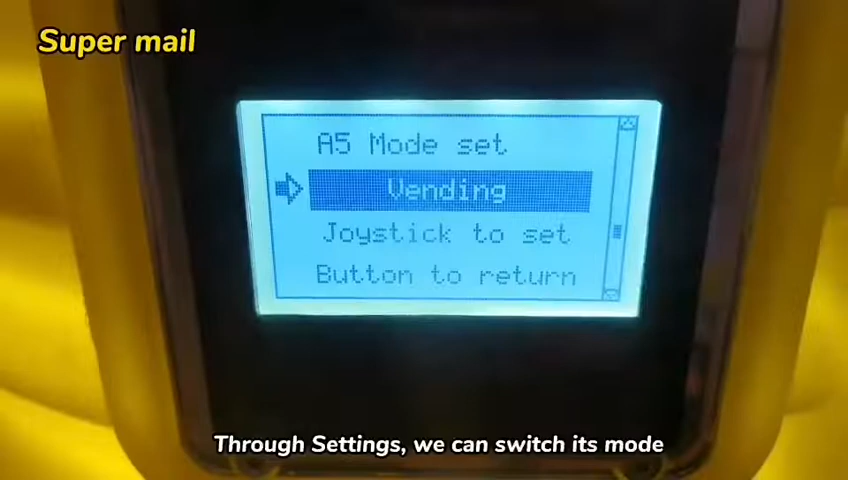 Super mail
A5 Mode set
Vending
Joystick to set
Button to return
Through Settings, we can switch its mode